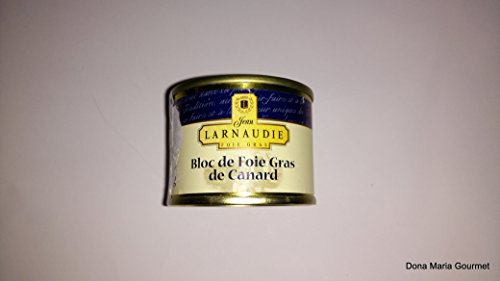 Jean
LARNAUDIE
FOIE GRAS
Bloc de Foie Gras
de Canard
Dona Maria Gourmet